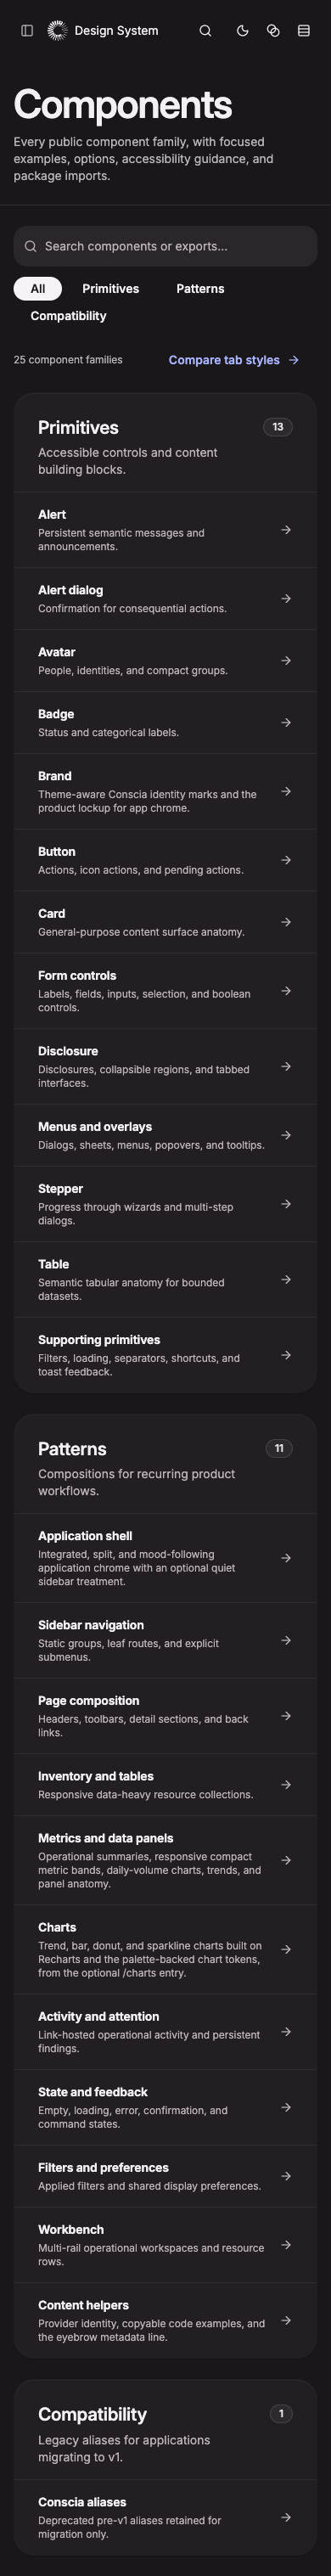 Design System
Components
Every public component family, with focused
examples, options, accessibility guidance, and
package imports.
Search components or exports...
All
Primitives
Patterns
Compatibility
25 component families
Compare tab styles
Primitives
13
Accessible controls and content
building blocks.
Alert
Persistent semantic messages and
announcements.
Alert dialog
Confirmation for consequential actions.
Avatar
People, identities, and compact groups.
Badge
Status and categorical labels.
Brand
Theme-aware Conscia identity marks and the
product lockup for app chrome.
Button
Actions, icon actions, and pending actions.
Card
General-purpose content surface anatomy.
Form controls
Labels, fields, inputs, selection, and boolean
controls.
Disclosure
Disclosures, collapsible regions, and tabbed
interfaces.
Menus and overlays
Dialogs, sheets, menus, popovers, and tooltips.
Stepper
Progress through wizards and multi-step
dialogs.
Table
Semantic tabular anatomy for bounded
datasets.
Supporting primitives
Filters, loading, separators, shortcuts, and
toast feedback.
Patterns
11
Compositions for recurring product
workflows.
Application shell
Integrated, split, and mood-following
application chrome with an optional quiet
sidebar treatment.
Sidebar navigation
Static groups, leaf routes, and explicit
submenus.
Page composition
Headers, toolbars, detail sections, and back
links.
Inventory and tables
Responsive data-heavy resource collections.
Metrics and data panels
Operational summaries, responsive compact
metric bands, daily-volume charts, trends, and
panel anatomy.
Charts
Trend, bar, donut, and sparkline charts built on
Recharts and the palette-backed chart tokens,
from the optional /charts entry.
Activity and attention
Link-hosted operational activity and persistent
findings.
State and feedback
Empty, loading, error, confirmation, and
command states.
Filters and preferences
Applied filters and shared display preferences.
Workbench
Multi-rail operational workspaces and resource
rows.
Content helpers
Provider identity, copyable code examples, and
the eyebrow metadata line.
Compatibility
1
Legacy aliases for applications
migrating to v1.
Conscia aliases
Deprecated pre-v1 aliases retained for
migration only.